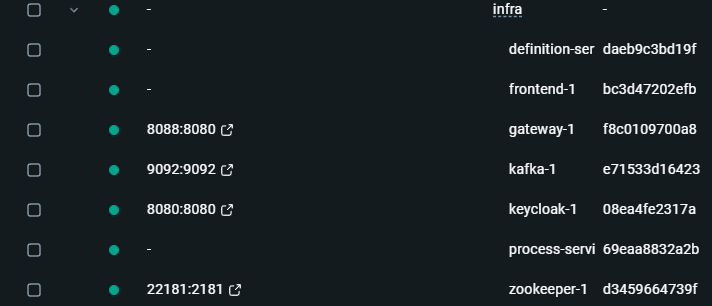 - infra -
- definition-ser daeb9c3bd19f
- frontend-1 bc3d47202efb
8088:8080 gateway-1 f8c0109700a8
9092:9092 kafka-1 e71533d16423
8080:8080 keycloak-1 08ea4fe2317a
- process-servi 69eaa8832a2b
22181:2181 zookeeper-1 d3459664739f